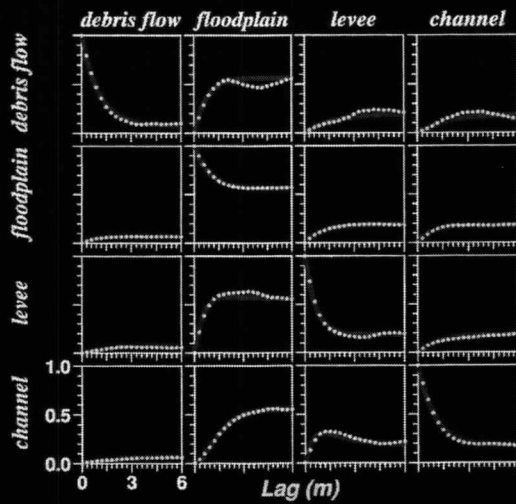 debris flow floodplain levee channel
debris flow
floodplain
levee
channel
1.0
0.5
0.0
0 3 6
Lag (m)